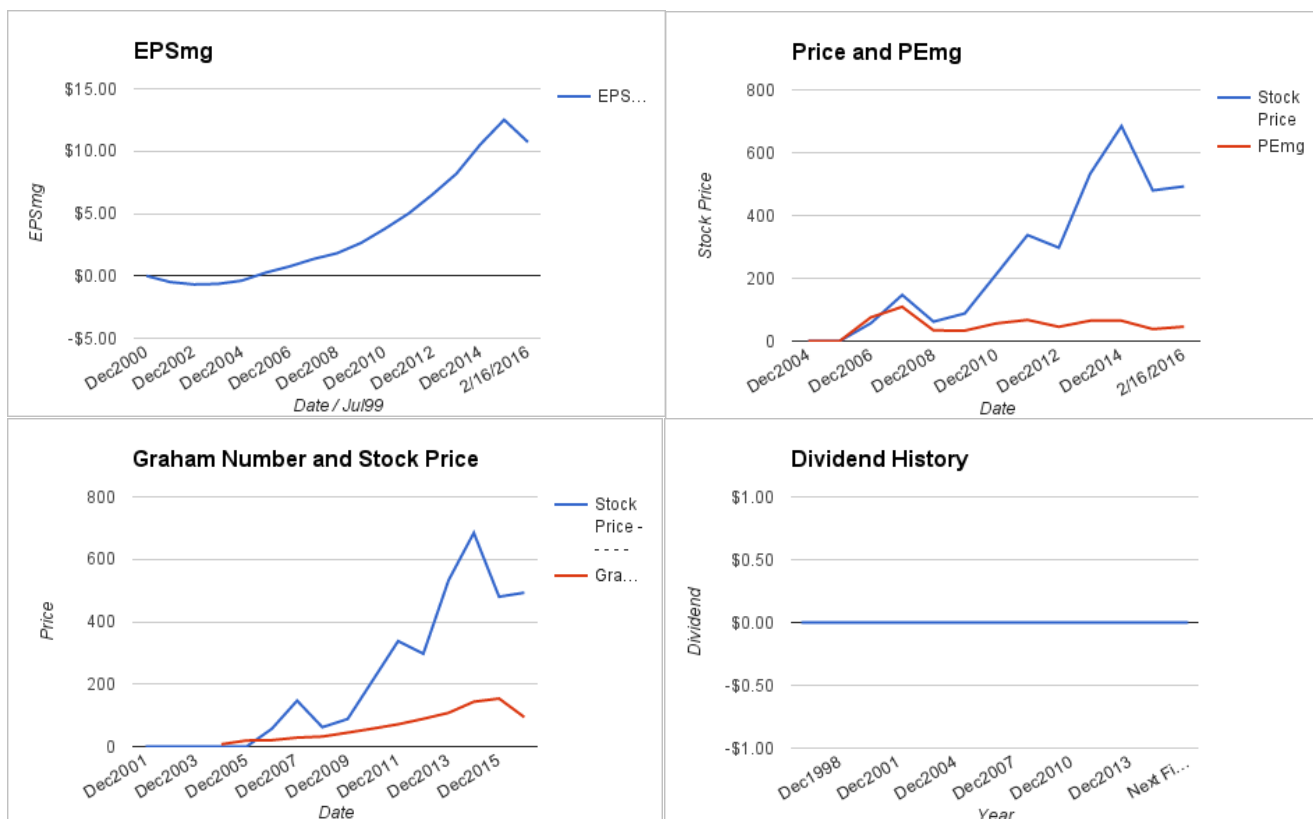 EPSmg
$15.00
$10.00
$5.00
$0.00
-$5.00
EPSmg
EPS...
Dec2000
Dec2002
Dec2004
Dec2006
Dec2008
Dec2010
Dec2012
Dec2014
2/16/2016
Date / Jul99
Price and PEmg
800
600
400
200
0
Stock Price
Stock
Price
PEmg
Dec2004
Dec2006
Dec2008
Dec2010
Dec2012
Dec2014
2/16/2016
Date
Graham Number and Stock Price
800
600
400
200
0
Price
Stock
Price -
- - - -
Gra...
Dec2001
Dec2003
Dec2005
Dec2007
Dec2009
Dec2011
Dec2013
Dec2015
Date
Dividend History
$1.00
$0.50
$0.00
-$0.50
-$1.00
Dividend
Dec1998
Dec2001
Dec2004
Dec2007
Dec2010
Dec2013
Next Fi...
Year